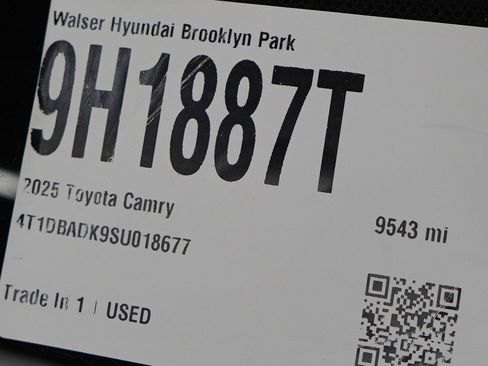 Walser Hyundai Brooklyn Park
9H1887T
2025 Toyota Camry
9543 mi
4T1DBADK9SU018677
Trade In 1 | USED